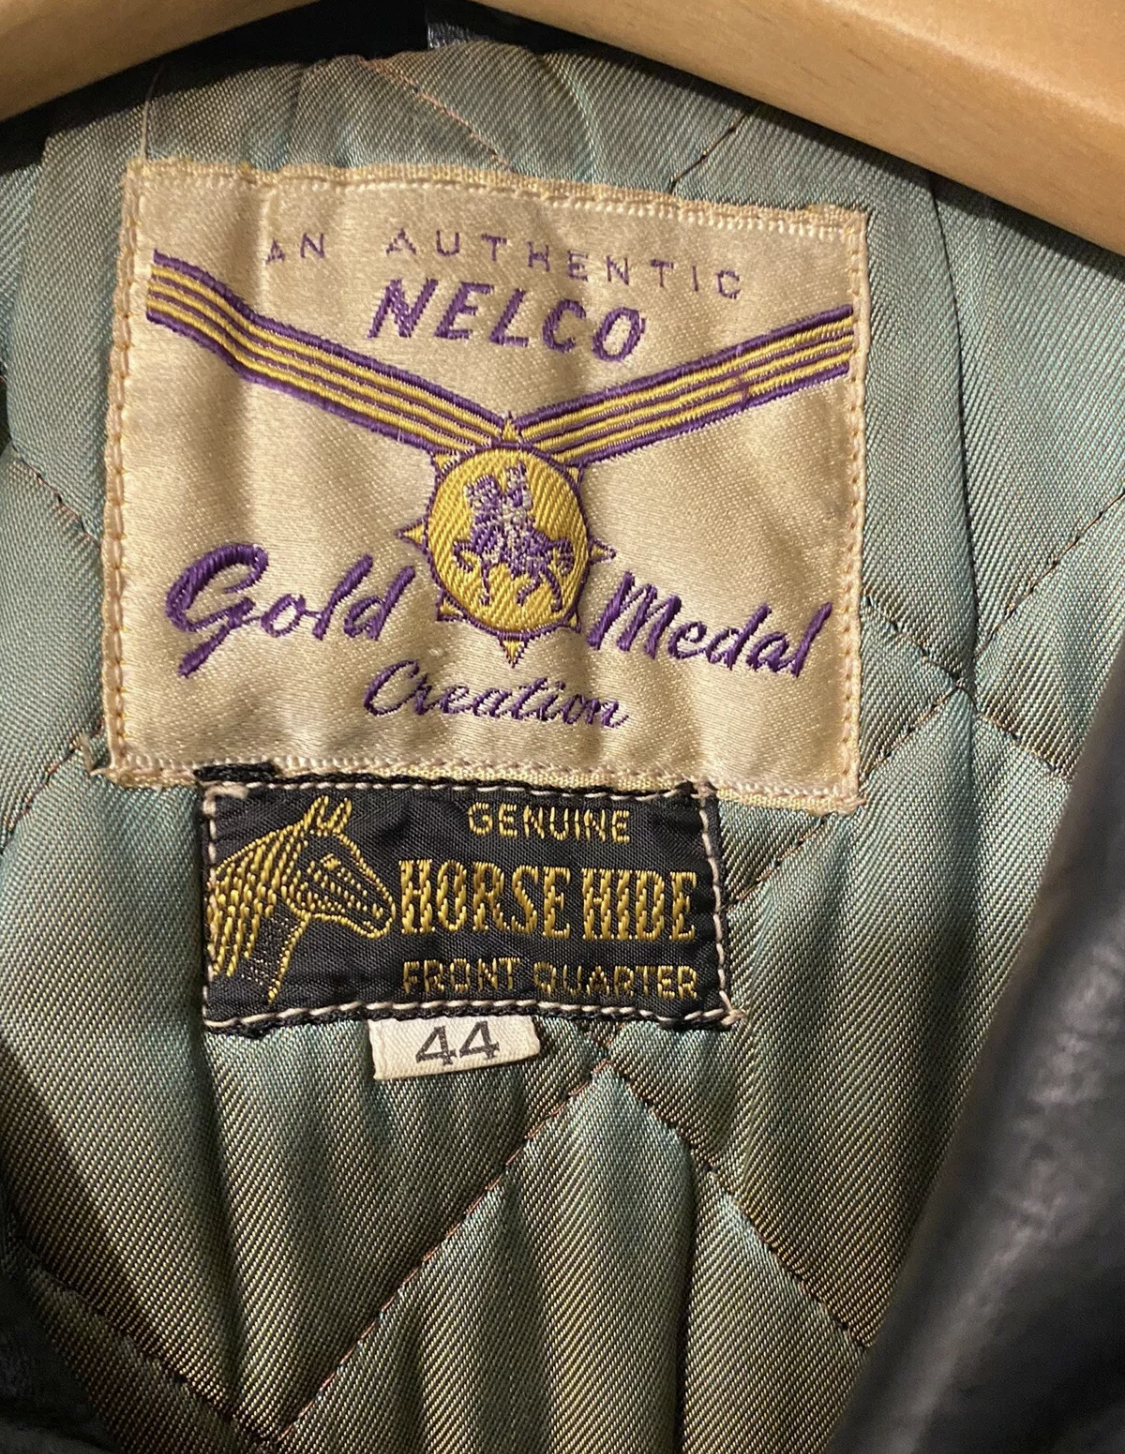 AN AUTHENTIC
NELCO
Gold Medal
Creation
GENUINE
HORSE HIDE
FRONT QUARTER
44